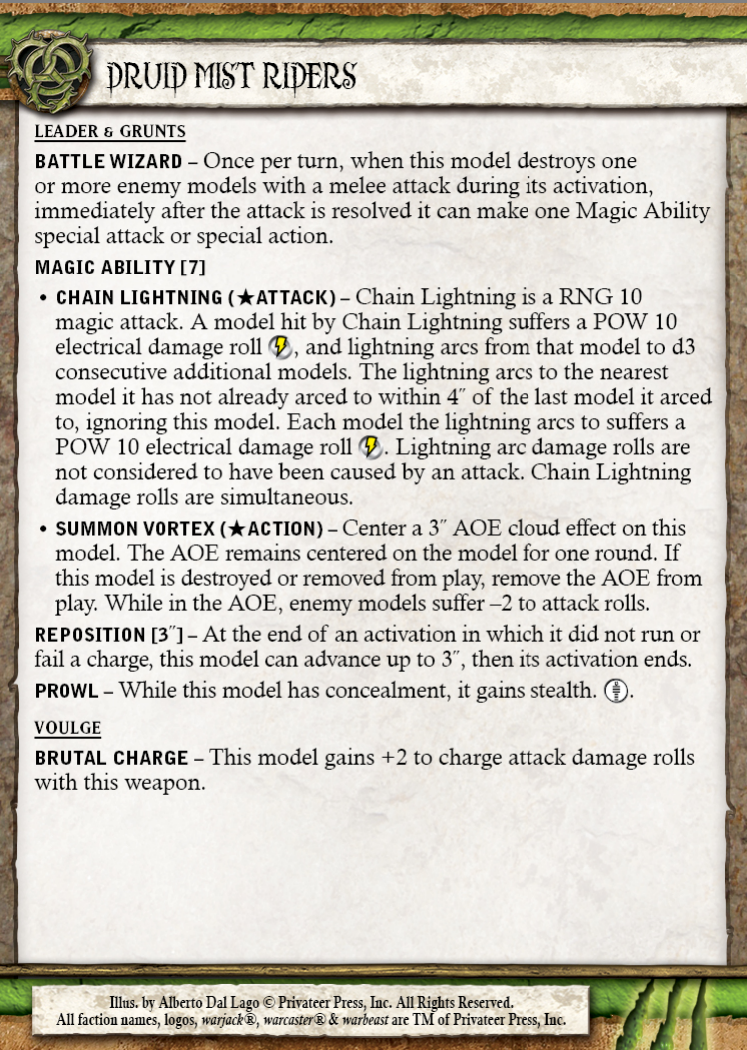 DRUID MIST RIDERS
LEADER & GRUNTS
BATTLE WIZARD – Once per turn, when this model destroys one
or more enemy models with a melee attack during its activation,
immediately after the attack is resolved it can make one Magic Ability
special attack or special action.
MAGIC ABILITY [7]
• CHAIN LIGHTNING (★ATTACK) – Chain Lightning is a RNG 10
magic attack. A model hit by Chain Lightning suffers a POW 10
electrical damage roll , and lightning arcs from that model to d3
consecutive additional models. The lightning arcs to the nearest
model it has not already arced to within 4˝ of the last model it arced
to, ignoring this model. Each model the lightning arcs to suffers a
POW 10 electrical damage roll . Lightning arc damage rolls are
not considered to have been caused by an attack. Chain Lightning
damage rolls are simultaneous.
• SUMMON VORTEX (★ACTION) – Center a 3˝ AOE cloud effect on this
model. The AOE remains centered on the model for one round. If
this model is destroyed or removed from play, remove the AOE from
play. While in the AOE, enemy models suffer –2 to attack rolls.
REPOSITION [3˝] – At the end of an activation in which it did not run or
fail a charge, this model can advance up to 3˝, then its activation ends.
PROWL – While this model has concealment, it gains stealth. .
VOULGE
BRUTAL CHARGE – This model gains +2 to charge attack damage rolls
with this weapon.
Illus. by Alberto Dal Lago © Privateer Press, Inc. All Rights Reserved.
All faction names, logos, warjack®, warcaster® & warbeast are TM of Privateer Press, Inc.